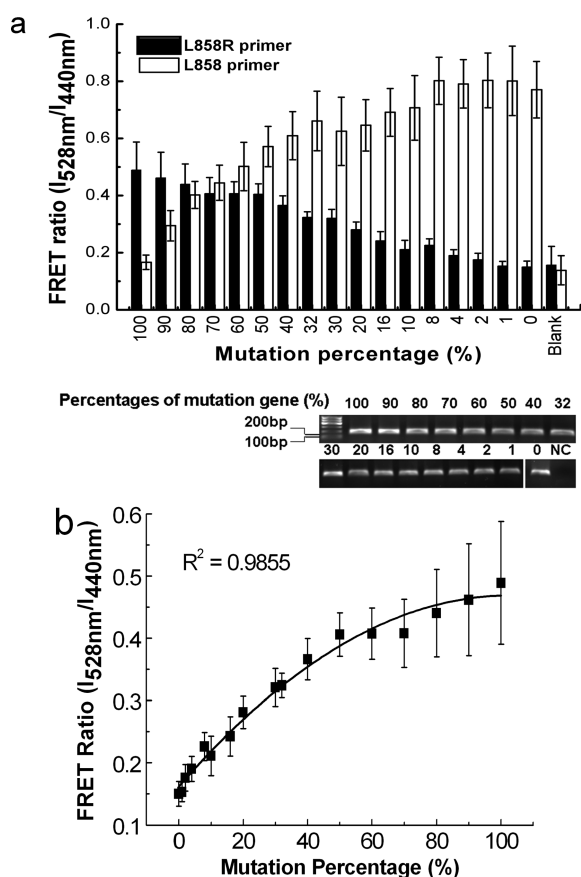 a
L858R primer
L858 primer
FRET ratio (I528nm/I440nm)
1.0
0.8
0.6
0.4
0.2
0.0
100 90 80 70 60 50 40 32 30 20 16 10 8 4 2 1 0 Blank
Mutation percentage (%)
Percentages of mutation gene (%) 100 90 80 70 60 50 40 32
200bp
100bp
30 20 16 10 8 4 2 1 0 NC
b
R2 = 0.9855
FRET Ratio (I528nm/I440nm)
0.6
0.5
0.4
0.3
0.2
0.1
0 20 40 60 80 100
Mutation Percentage (%)